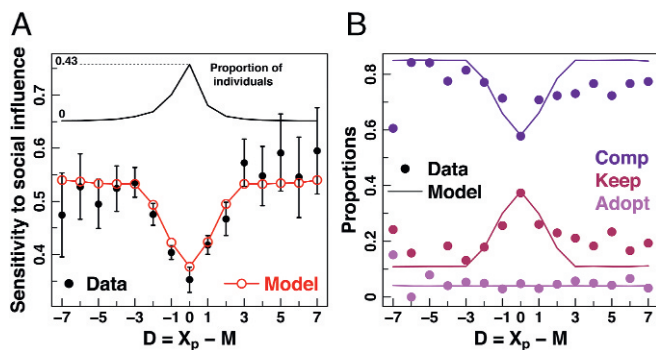 A
Sensitivity to social influence
0.43
0
Proportion of
individuals
0.7
0.6
0.5
0.4
Data
Model
-7 -5 -3 -1 0 1 3 5 7
D = Xp – M
B
Proportions
0.8
0.6
0.4
0.2
0
Data
Model
Comp
Keep
Adopt
-7 -5 -3 -1 0 1 3 5 7
D = Xp – M